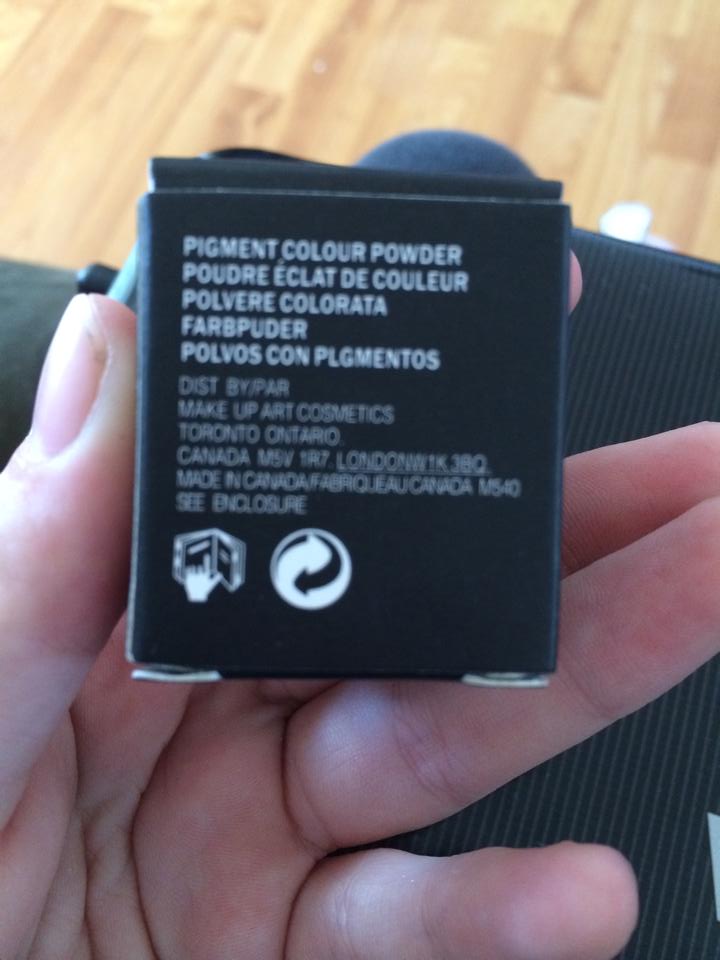 PIGMENT COLOUR POWDER
POUDRE ÉCLAT DE COULEUR
POLVERE COLORATA
FARBPUDER
POLVOS CON PLGMENTOS
DIST BY/PAR
MAKE UP ART COSMETICS
TORONTO ONTARIO.
CANADA M5V 1R7. LONDONW1K 3BQ.
MADE IN CANADA/FABRIQUEAU CANADA M540
SEE ENCLOSURE